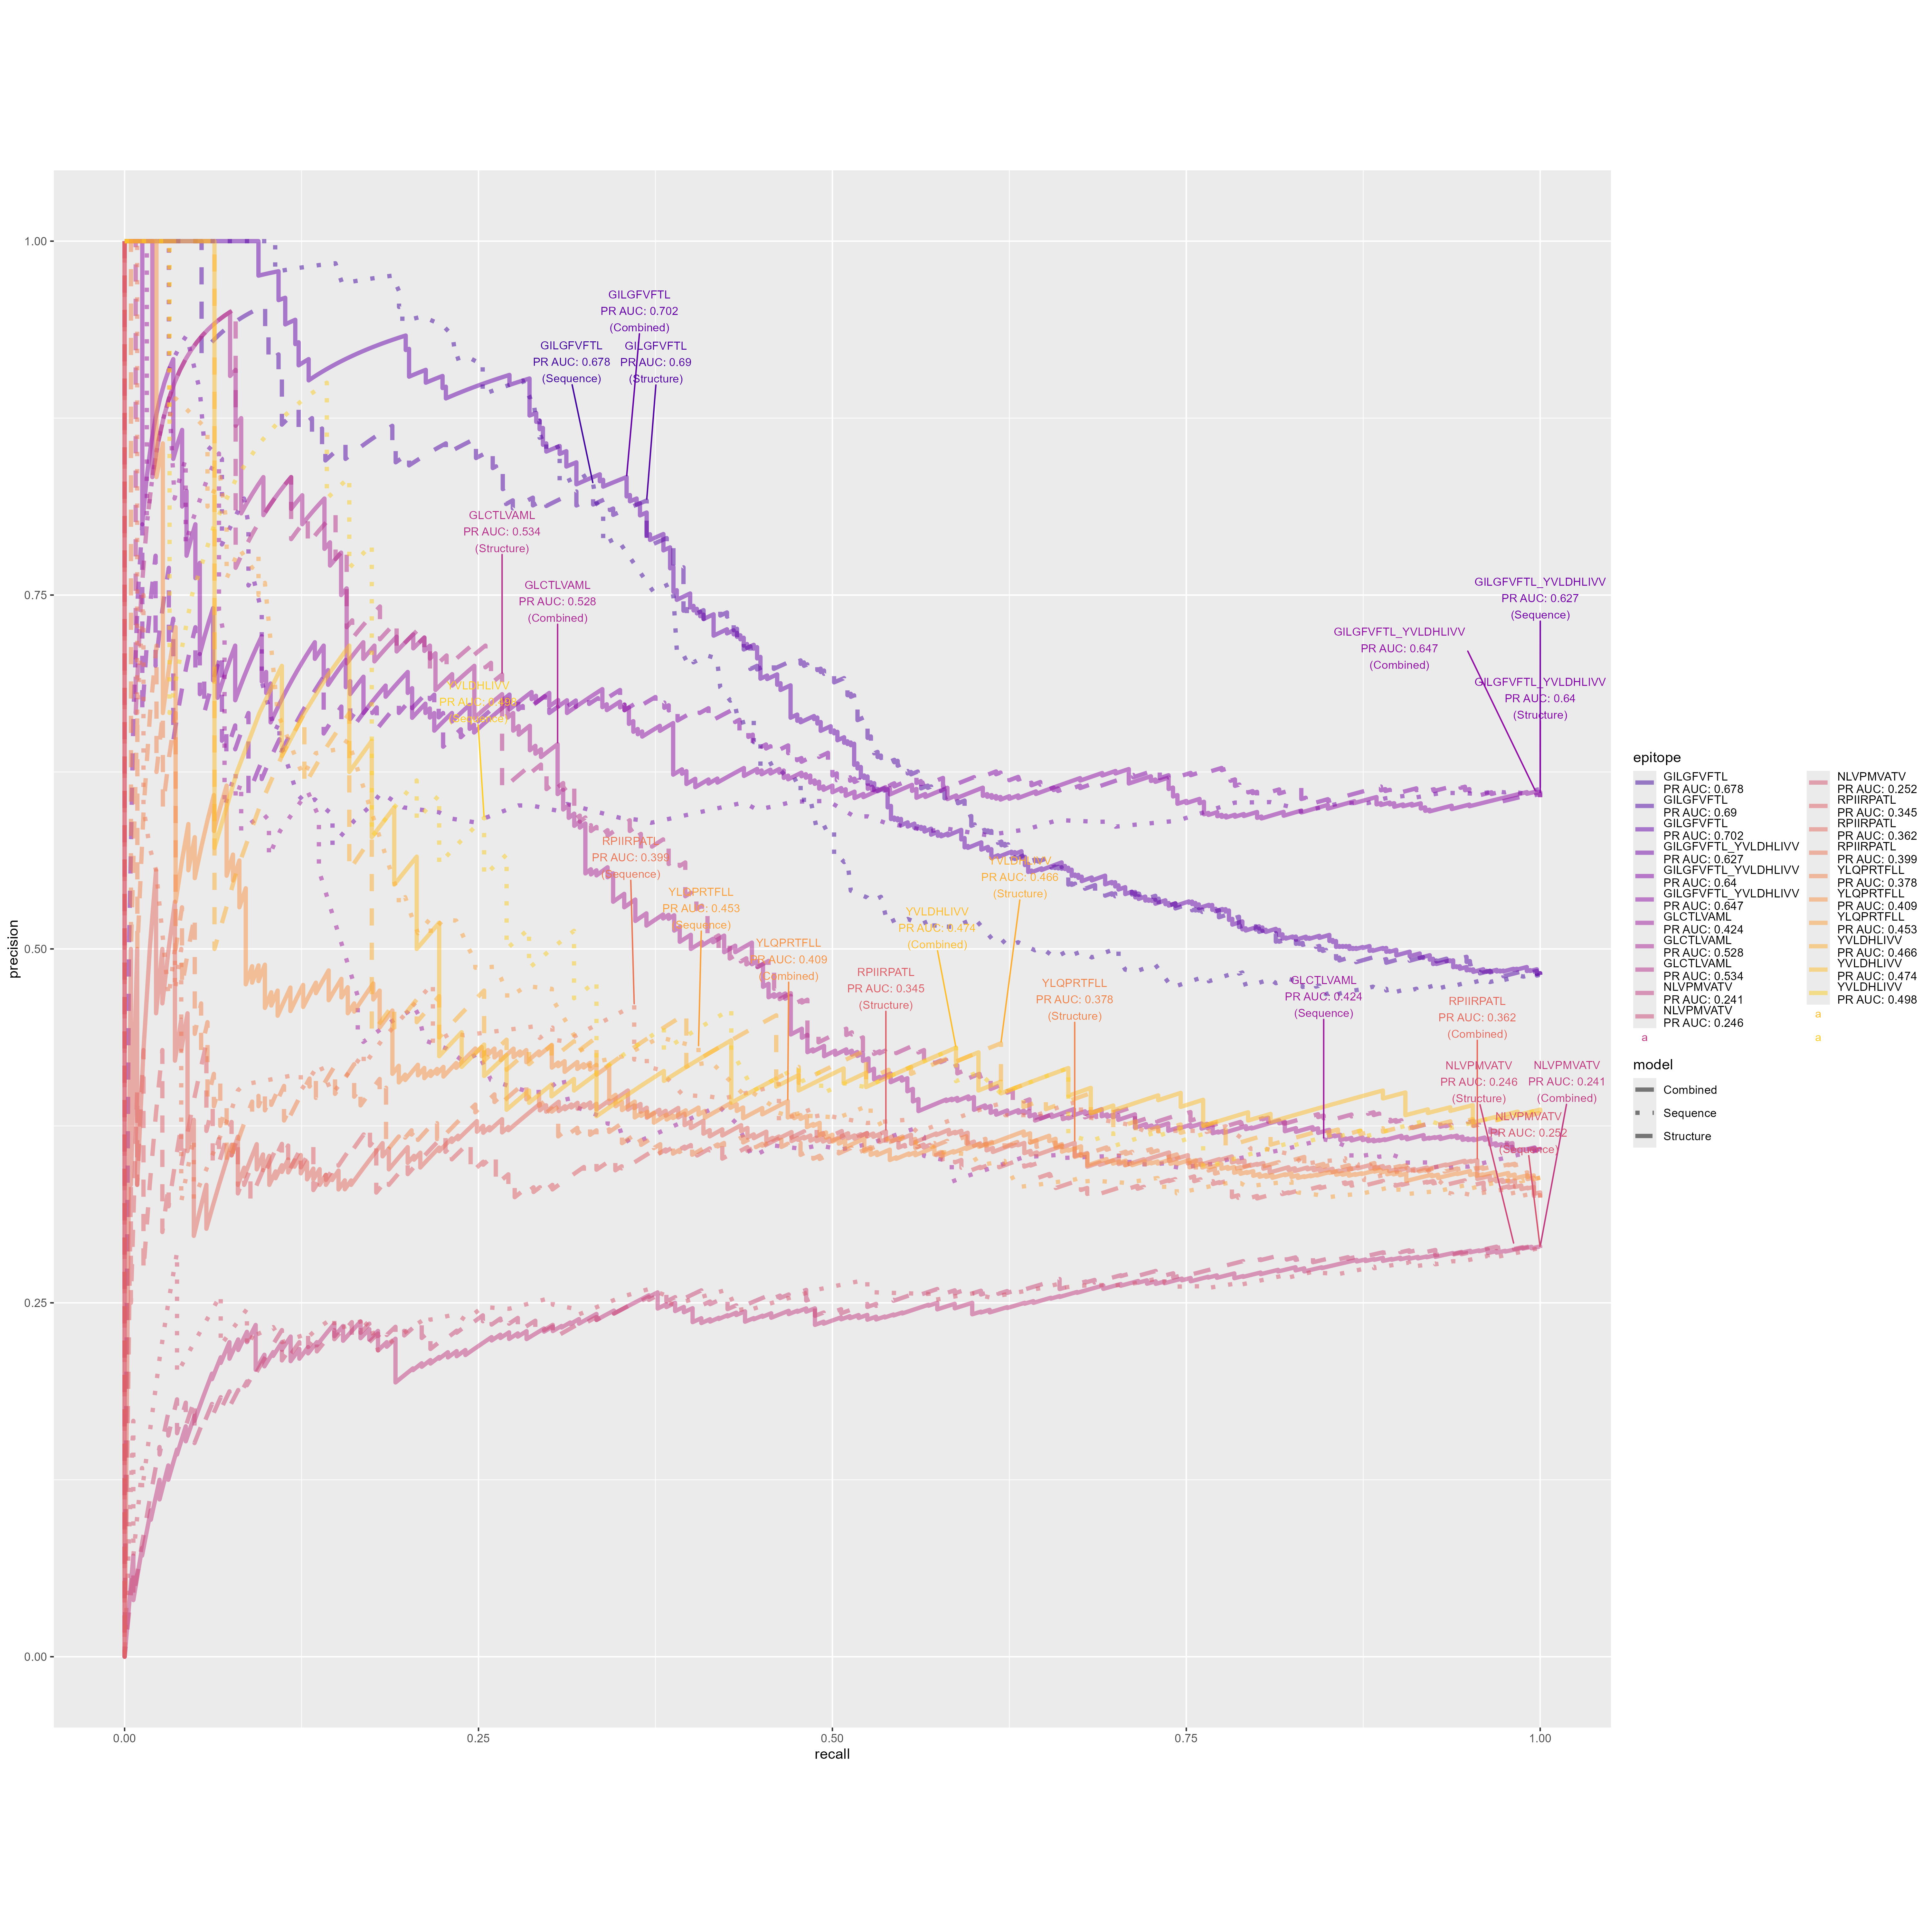 1.00
0.75
0.50
0.25
0.00
precision
0.00
0.25
0.50
0.75
1.00
recall
GILGFVFTL
PR AUC: 0.702
(Combined)
GILGFVFTL
PR AUC: 0.678
(Sequence)
GILGFVFTL
PR AUC: 0.69
(Structure)
GLCTLVAML
PR AUC: 0.534
(Structure)
GLCTLVAML
PR AUC: 0.528
(Combined)
GILGFVFTL_YVLDHLIVV
PR AUC: 0.627
(Sequence)
GILGFVFTL_YVLDHLIVV
PR AUC: 0.647
(Combined)
GILGFVFTL_YVLDHLIVV
PR AUC: 0.64
(Structure)
YVLDHLIVV
PR AUC: 0.498
(Sequence)
RPIIRPATL
PR AUC: 0.399
(Sequence)
YLQPRTFLL
PR AUC: 0.453
(Sequence)
YVLDHLIVV
PR AUC: 0.466
(Structure)
YVLDHLIVV
PR AUC: 0.474
(Combined)
YLQPRTFLL
PR AUC: 0.409
(Combined)
RPIIRPATL
PR AUC: 0.345
(Structure)
YLQPRTFLL
PR AUC: 0.378
(Structure)
GLCTLVAML
PR AUC: 0.424
(Sequence)
RPIIRPATL
PR AUC: 0.362
(Combined)
NLVPMVATV
PR AUC: 0.246
(Structure)
NLVPMVATV
PR AUC: 0.241
(Combined)
NLVPMVATV
PR AUC: 0.252
(Sequence)
epitope
GILGFVFTL
PR AUC: 0.678
GILGFVFTL
PR AUC: 0.69
GILGFVFTL
PR AUC: 0.702
GILGFVFTL_YVLDHLIVV
PR AUC: 0.627
GILGFVFTL_YVLDHLIVV
PR AUC: 0.64
GILGFVFTL_YVLDHLIVV
PR AUC: 0.647
GLCTLVAML
PR AUC: 0.424
GLCTLVAML
PR AUC: 0.528
GLCTLVAML
PR AUC: 0.534
NLVPMVATV
PR AUC: 0.241
NLVPMVATV
PR AUC: 0.246
a
NLVPMVATV
PR AUC: 0.252
RPIIRPATL
PR AUC: 0.345
RPIIRPATL
PR AUC: 0.362
RPIIRPATL
PR AUC: 0.399
YLQPRTFLL
PR AUC: 0.378
YLQPRTFLL
PR AUC: 0.409
YLQPRTFLL
PR AUC: 0.453
YVLDHLIVV
PR AUC: 0.466
YVLDHLIVV
PR AUC: 0.474
YVLDHLIVV
PR AUC: 0.498
a
a
model
Combined
Sequence
Structure